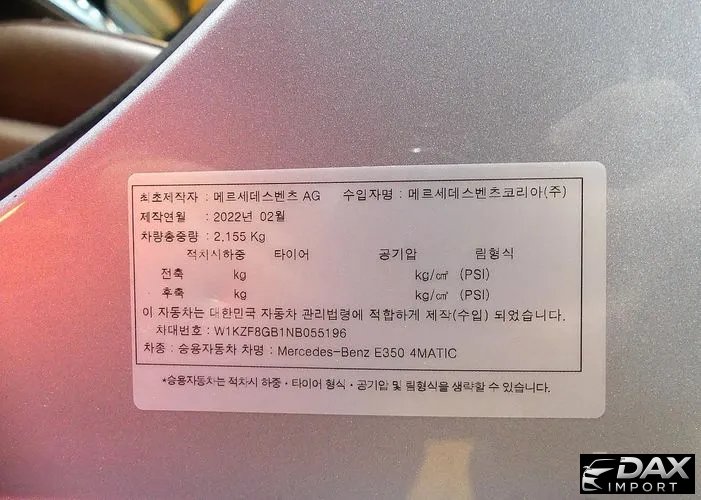 최초제작자 : 메르세데스벤츠 AG 수입자명 : 메르세데스벤츠코리아(주)
제작연월 : 2022년 02월
차량총중량 : 2,155 Kg
적차시하중 타이어 공기압 림형식
전축 kg kg/㎠ (PSI)
후축 kg kg/㎠ (PSI)
이 자동차는 대한민국 자동차 관리법령에 적합하게 제작(수입) 되었습니다.
차대번호 : W1KZF8GB1NB055196
차종 : 승용자동차 차명 : Mercedes-Benz E350 4MATIC
*승용자동차는 적차시 하중·타이어 형식·공기압 및 림형식을 생략할 수 있습니다.
DAX
IMPORT